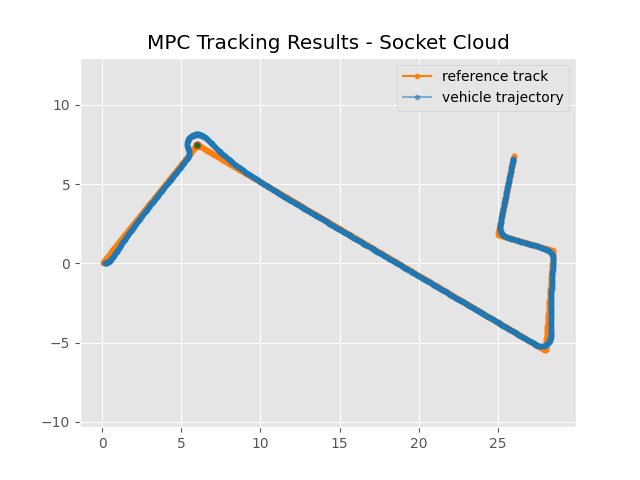 MPC Tracking Results - Socket Cloud
reference track
vehicle trajectory
10
5
0
−5
−10
0 5 10 15 20 25